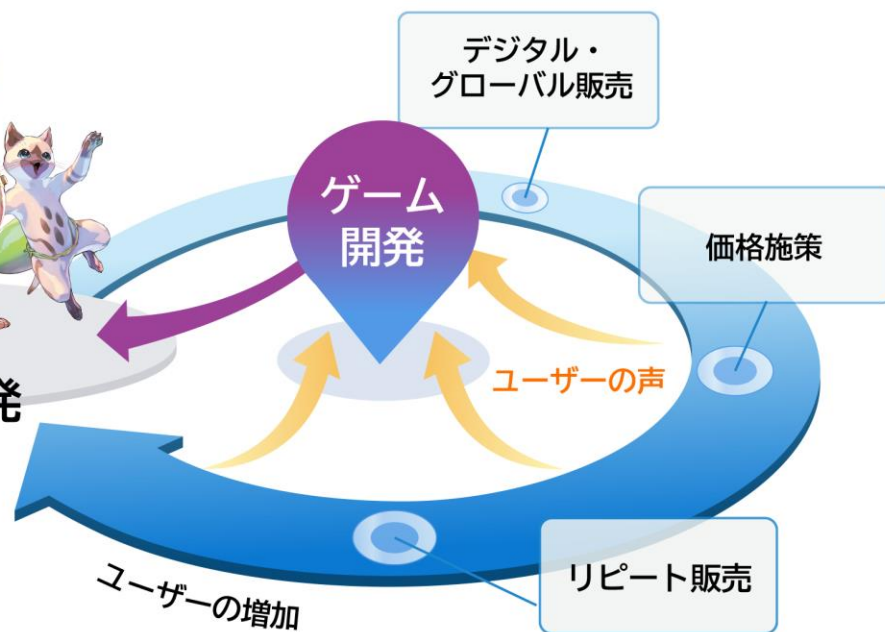 デジタル・
グローバル販売
ゲーム
開発
価格施策
ユーザーの声
発
リピート販売
ユーザーの増加